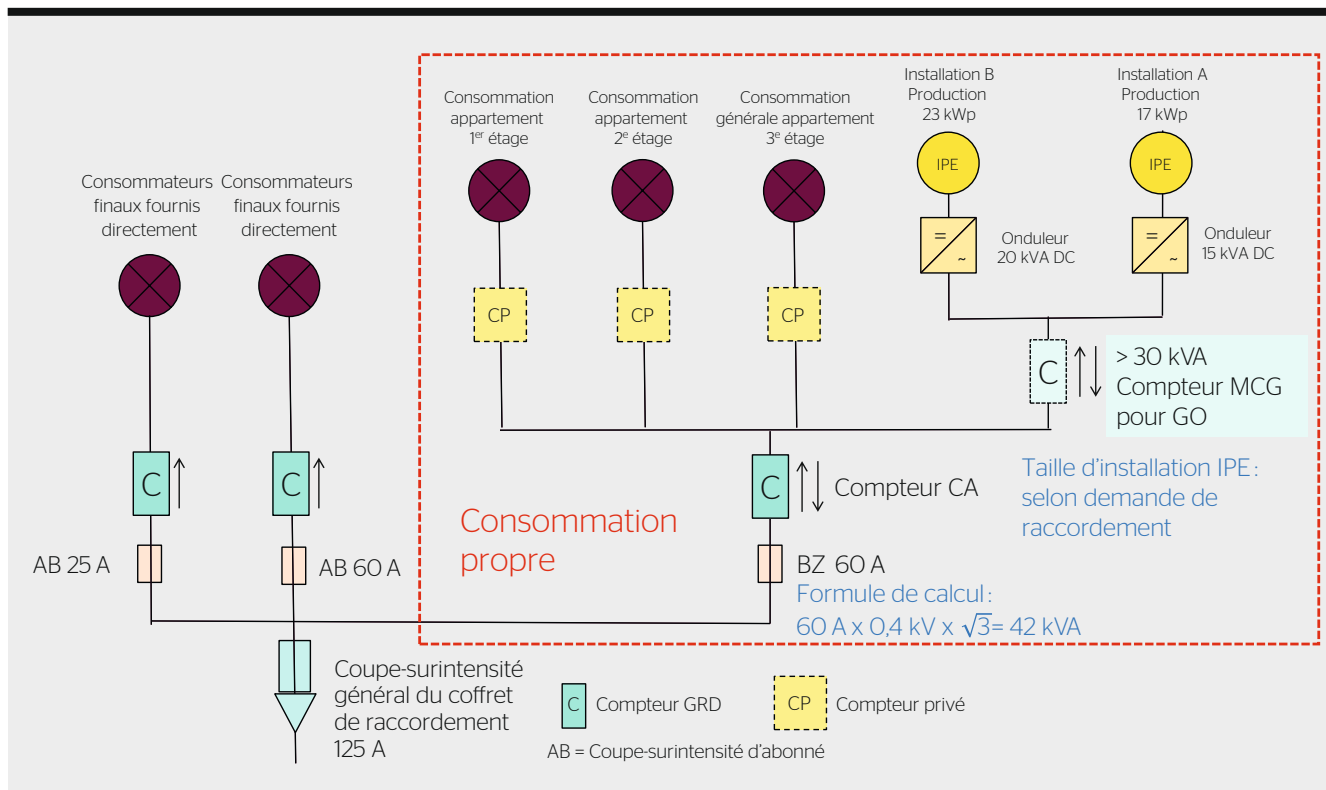 Consommateurs
finaux fournis
directement
Consommateurs
finaux fournis
directement
Consommation
appartement
1er étage
Consommation
appartement
2e étage
Consommation
générale appartement
3e étage
Installation B
Production
23 kWp
Installation A
Production
17 kWp
IPE
IPE
=
~
Onduleur
20 kVA DC
=
~
Onduleur
15 kVA DC
CP
CP
CP
C
> 30 kVA
Compteur MCG
pour GO
C
C
C
Compteur CA
Taille d'installation IPE :
selon demande de
raccordement
Consommation
propre
AB 25 A
AB 60 A
BZ 60 A
Formule de calcul :
60 A x 0,4 kV x √3= 42 kVA
Coupe-surintensité
général du coffret
de raccordement
125 A
C
Compteur GRD
CP
Compteur privé
AB = Coupe-surintensité d'abonné